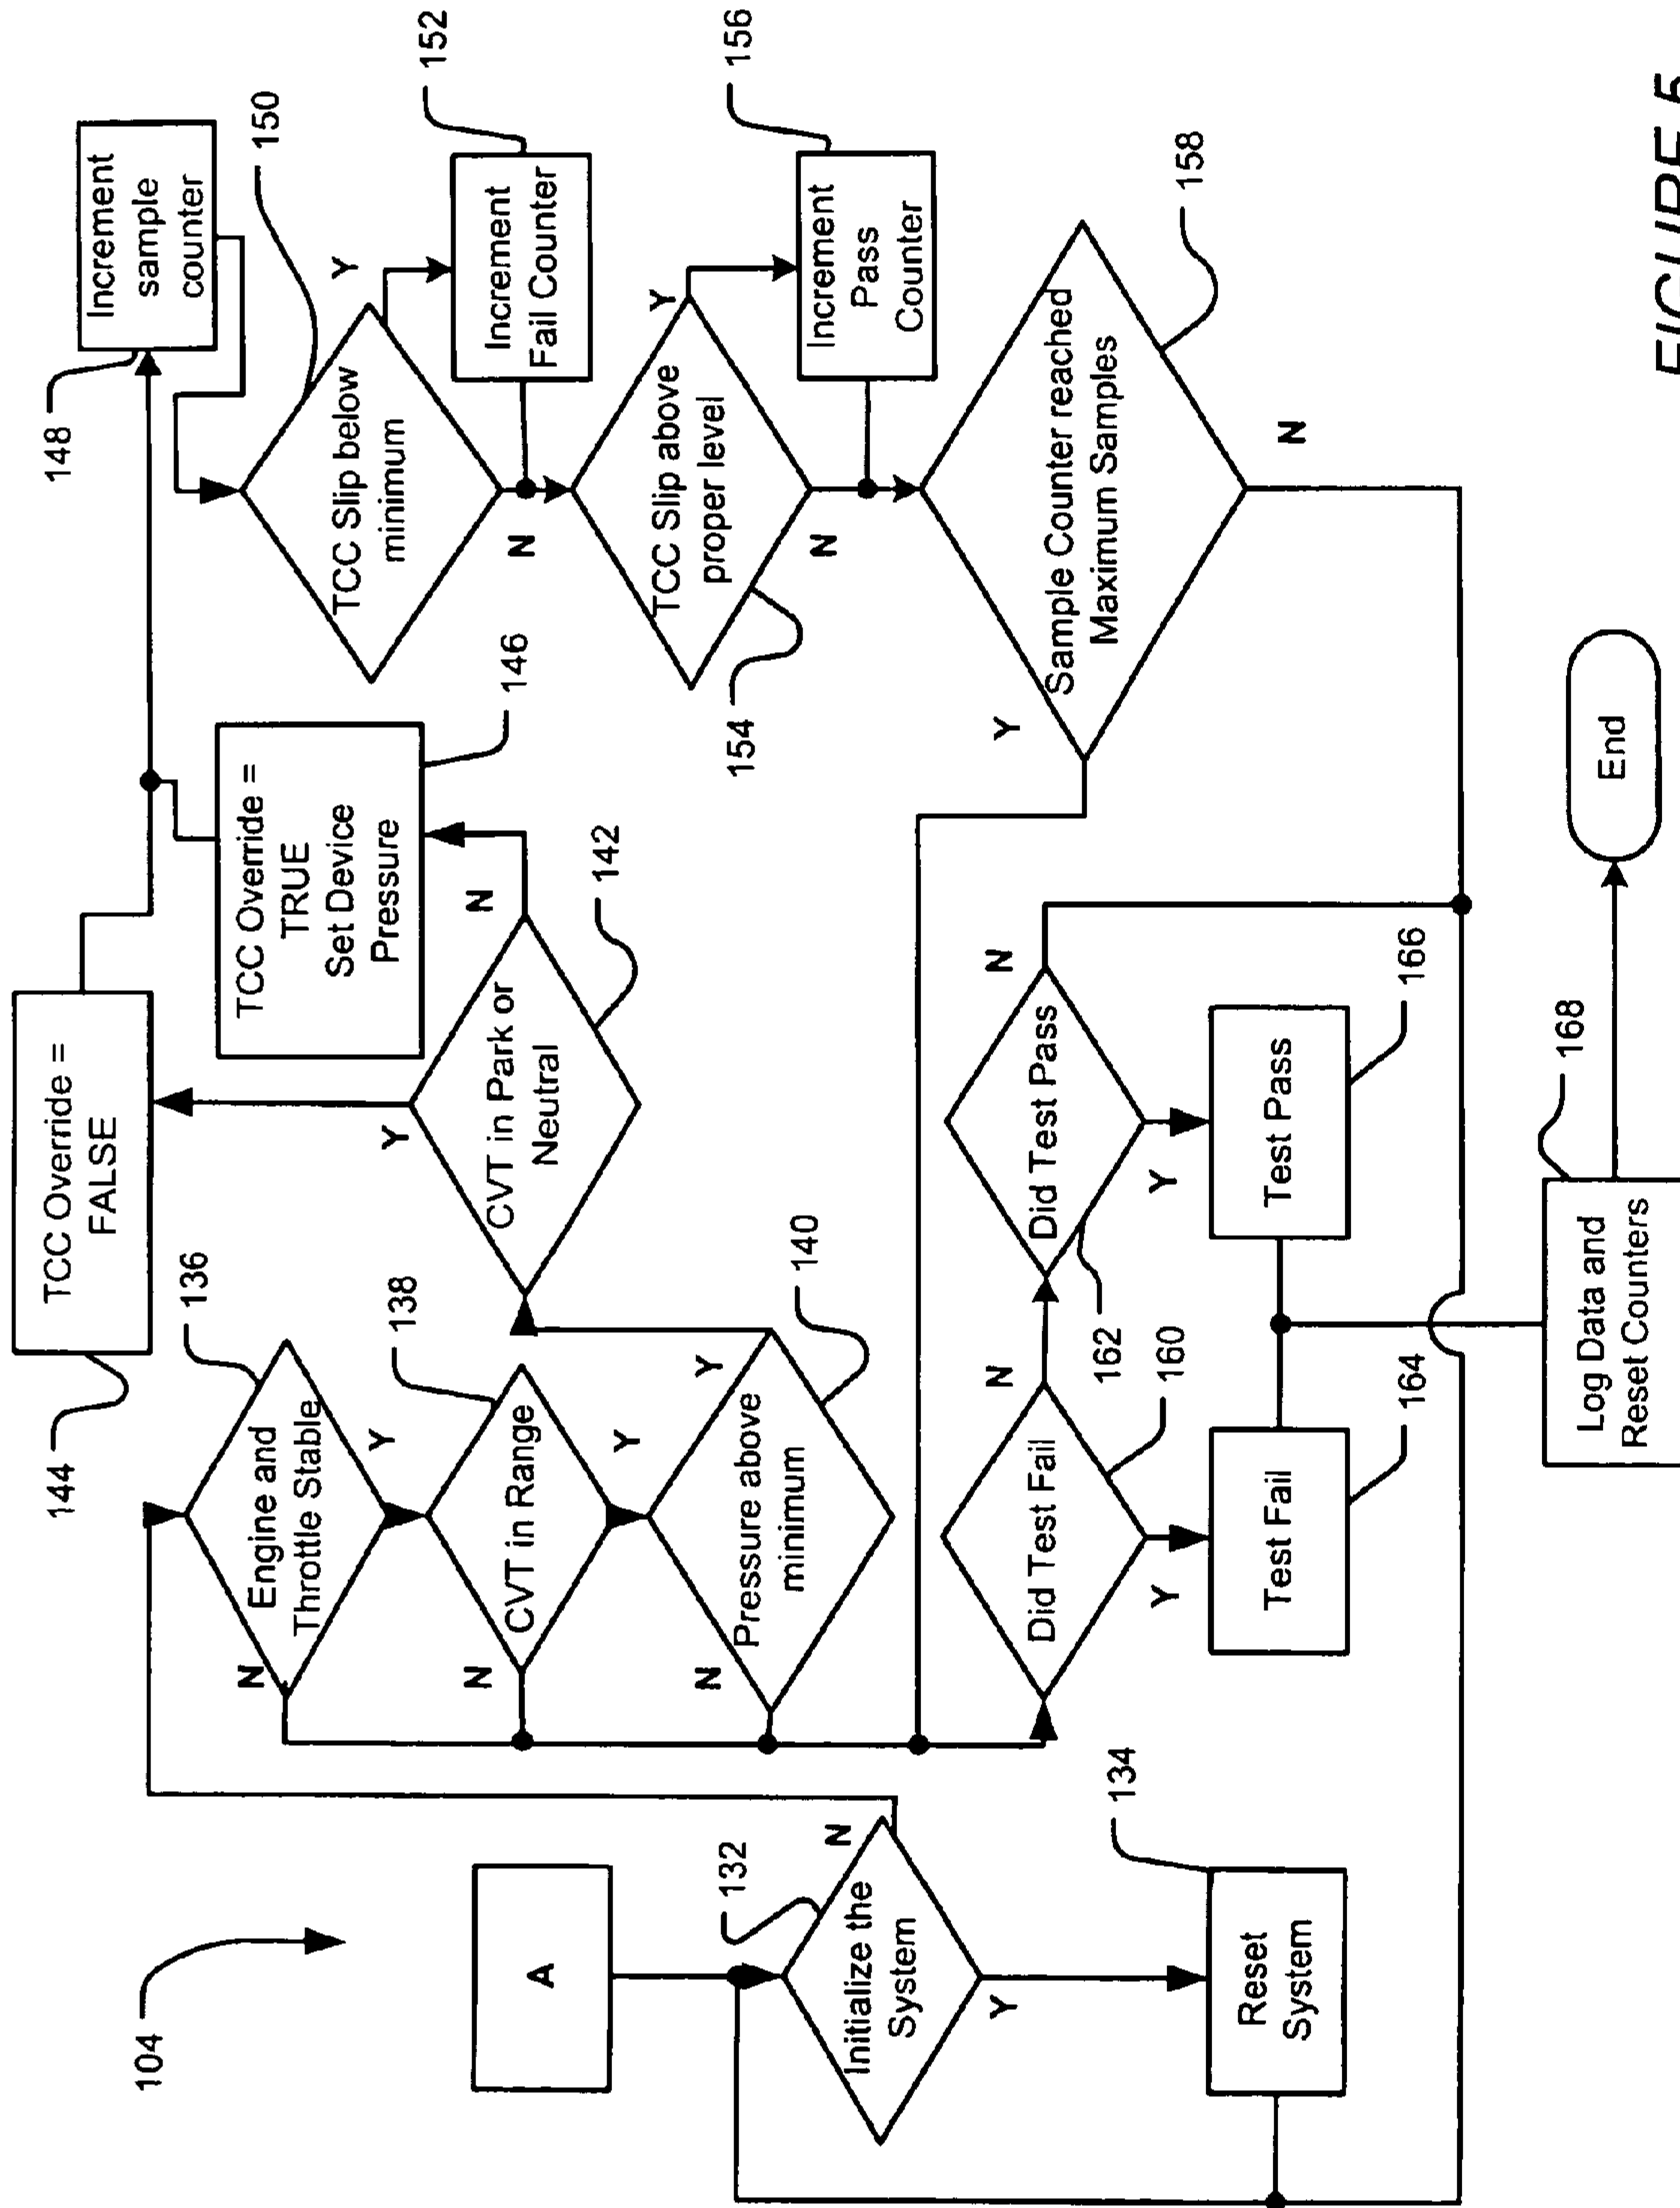 104
A
132
Initialize the
System
N
Y
134
Reset
System
144
TCC Override =
FALSE
136
Engine and
Throttle Stable
N
Y
138
CVT in Range
N
Y
140
Pressure above
minimum
N
Y
142
CVT in Park or
Neutral
Y
N
146
TCC Override =
TRUE
Set Device
Pressure
148
Increment
sample
counter
150
TCC Slip below
minimum
Y
N
152
Increment
Fail Counter
154
TCC Slip above
proper level
Y
N
156
Increment
Pass
Counter
158
Sample Counter reached
Maximum Samples
Y
N
160
Did Test Fail
N
Y
162
Did Test Pass
N
Y
164
Test Fail
166
Test Pass
168
Log Data and
Reset Counters
End
FIGURE 5